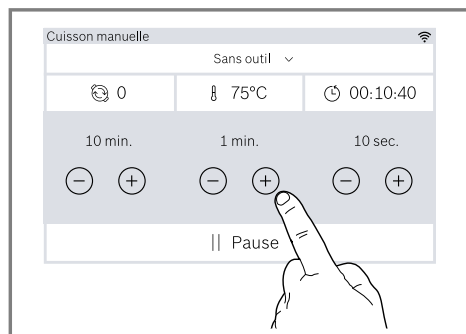 Cuisson manuelle
Sans outil
0 75°C 00:10:40
10 min. 1 min. 10 sec.
Pause